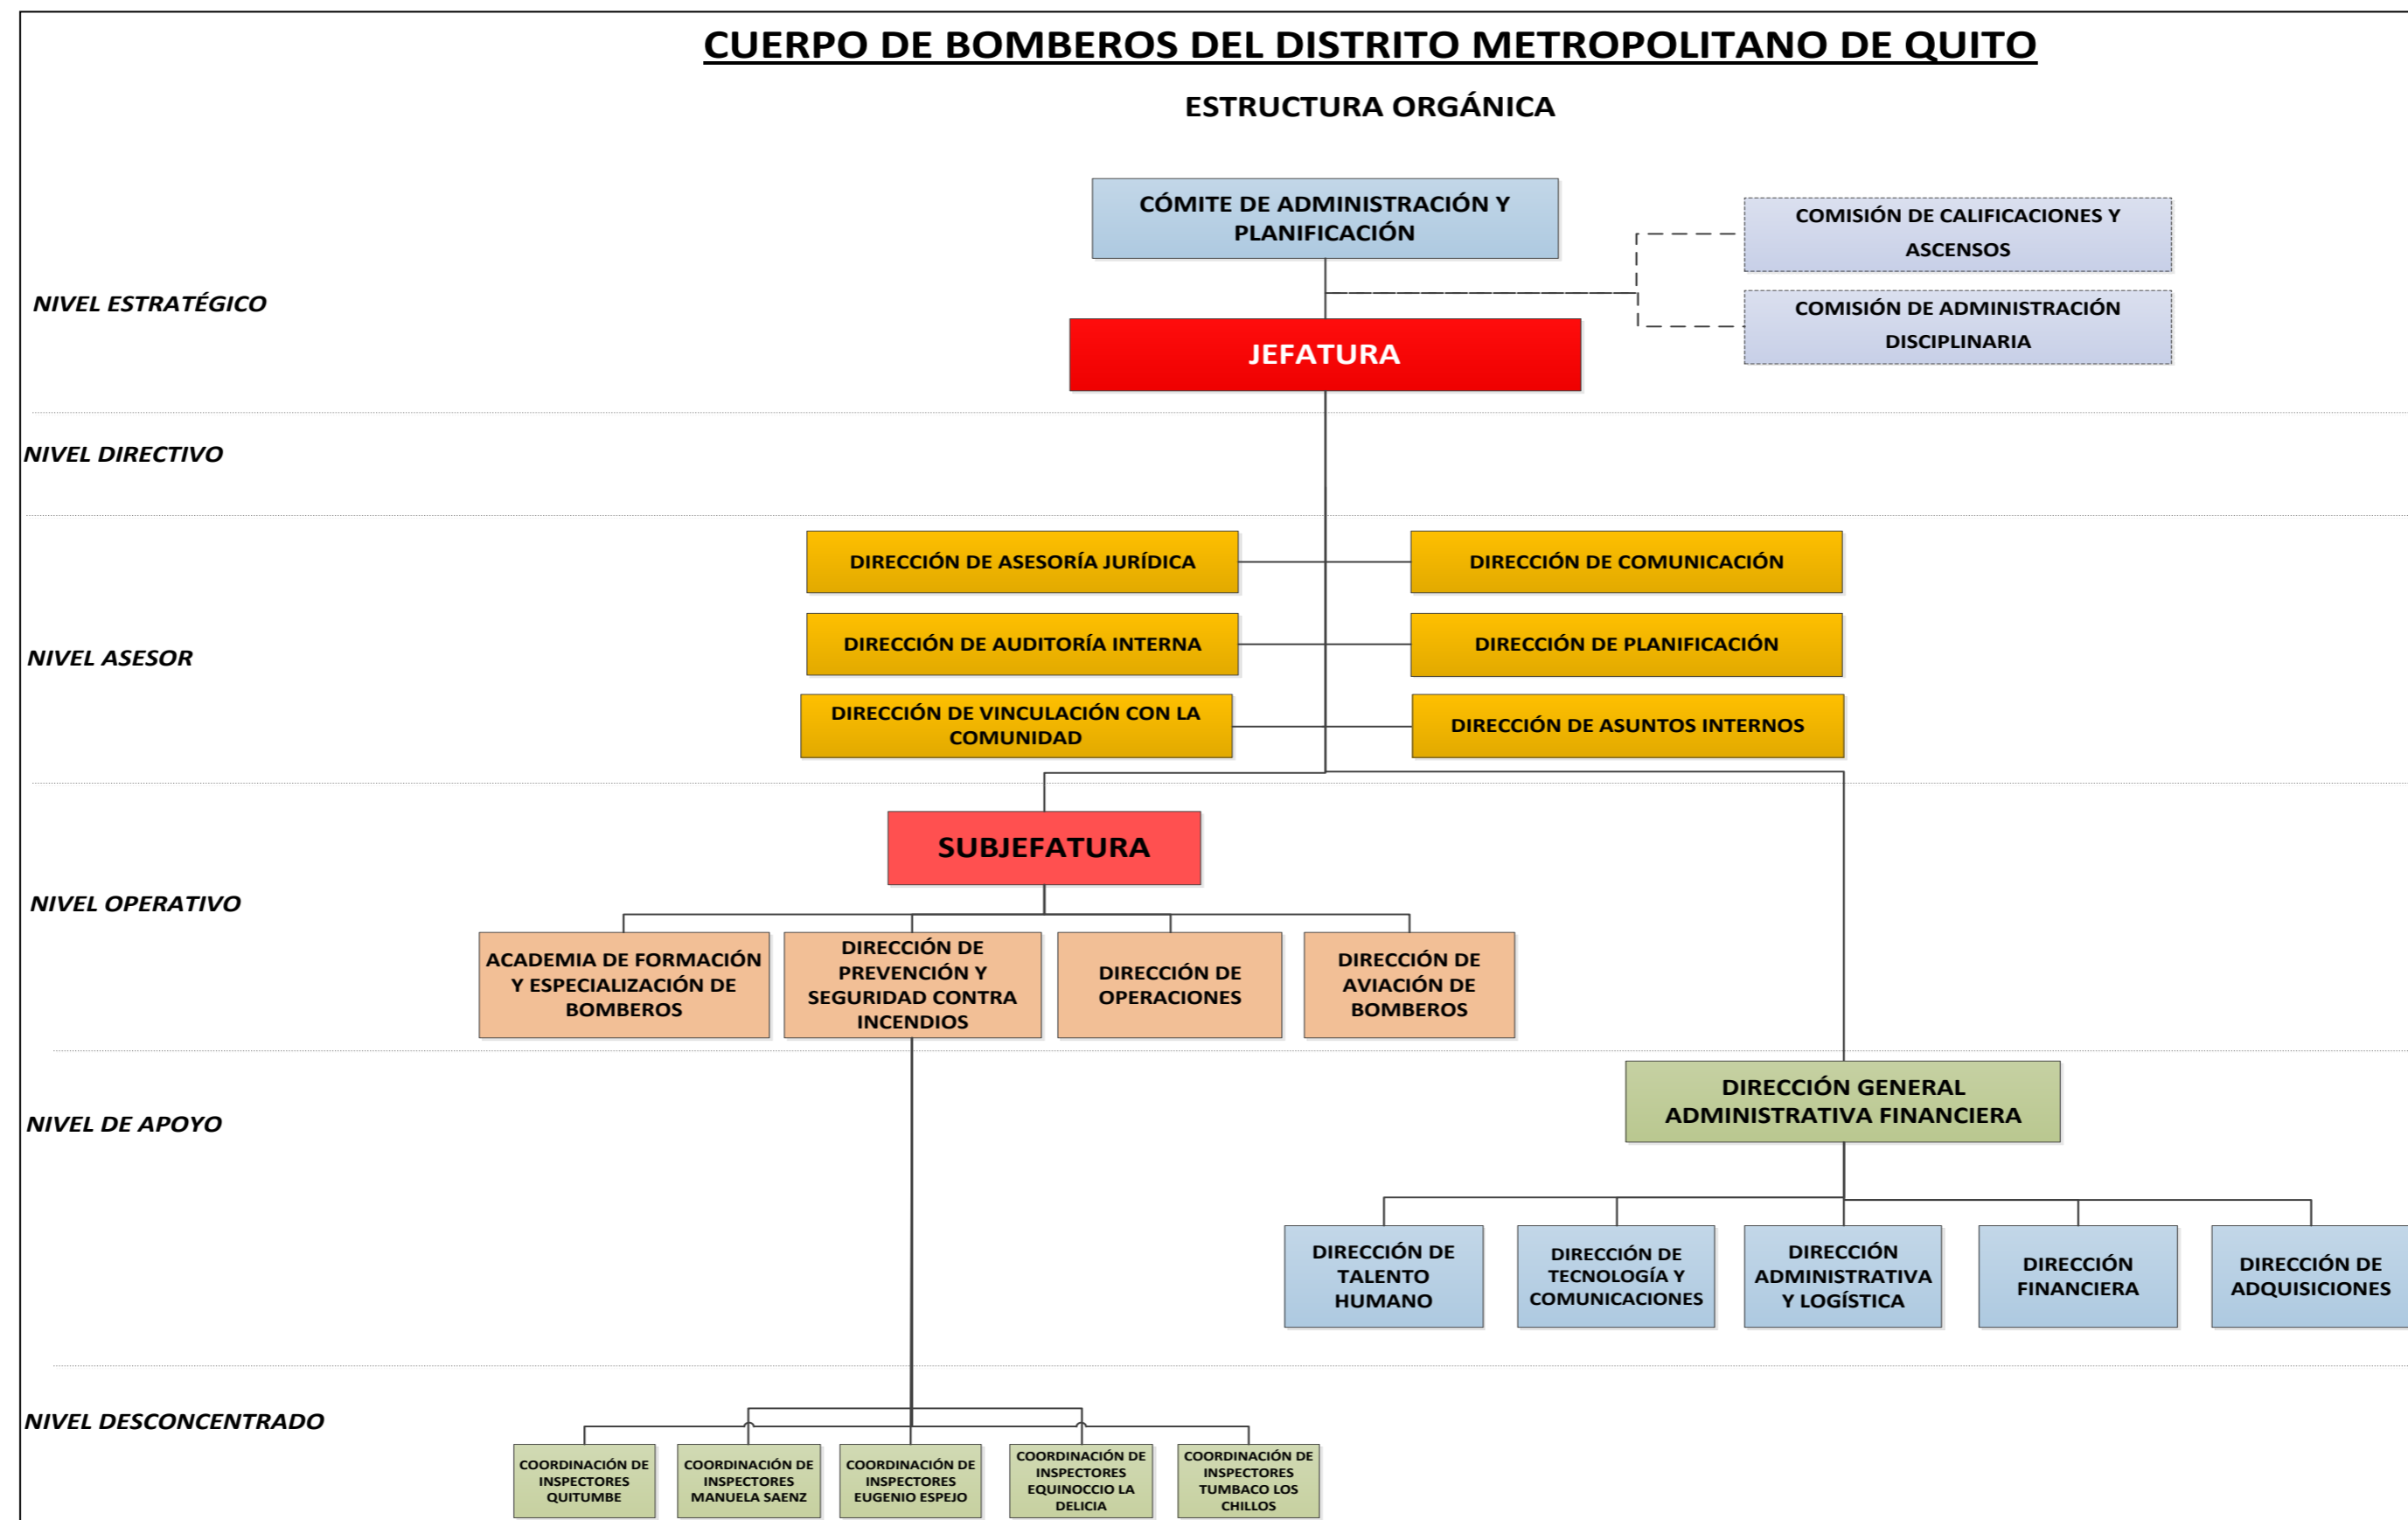 CUERPO DE BOMBEROS DEL DISTRITO METROPOLITANO DE QUITO
ESTRUCTURA ORGÁNICA
CÓMITE DE ADMINISTRACIÓN Y
PLANIFICACIÓN
COMISIÓN DE CALIFICACIONES Y
ASCENSOS
NIVEL ESTRATÉGICO
COMISIÓN DE ADMINISTRACIÓN
DISCIPLINARIA
JEFATURA
NIVEL DIRECTIVO
DIRECCIÓN DE ASESORÍA JURÍDICA
DIRECCIÓN DE COMUNICACIÓN
NIVEL ASESOR
DIRECCIÓN DE AUDITORÍA INTERNA
DIRECCIÓN DE PLANIFICACIÓN
DIRECCIÓN DE VINCULACIÓN CON LA
COMUNIDAD
DIRECCIÓN DE ASUNTOS INTERNOS
SUBJEFATURA
NIVEL OPERATIVO
ACADEMIA DE FORMACIÓN
Y ESPECIALIZACIÓN DE
BOMBEROS
DIRECCIÓN DE
PREVENCIÓN Y
SEGURIDAD CONTRA
INCENDIOS
DIRECCIÓN DE
OPERACIONES
DIRECCIÓN DE
AVIACIÓN DE
BOMBEROS
NIVEL DE APOYO
DIRECCIÓN GENERAL
ADMINISTRATIVA FINANCIERA
DIRECCIÓN DE
TALENTO
HUMANO
DIRECCIÓN DE
TECNOLOGÍA Y
COMUNICACIONES
DIRECCIÓN
ADMINISTRATIVA
Y LOGÍSTICA
DIRECCIÓN
FINANCIERA
DIRECCIÓN DE
ADQUISICIONES
NIVEL DESCONCENTRADO
COORDINACIÓN DE
INSPECTORES
QUITUMBE
COORDINACIÓN DE
INSPECTORES
MANUELA SAENZ
COORDINACIÓN DE
INSPECTORES
EUGENIO ESPEJO
COORDINACIÓN DE
INSPECTORES
EQUINOCCIO LA
DELICIA
COORDINACIÓN DE
INSPECTORES
TUMBACO LOS
CHILLOS